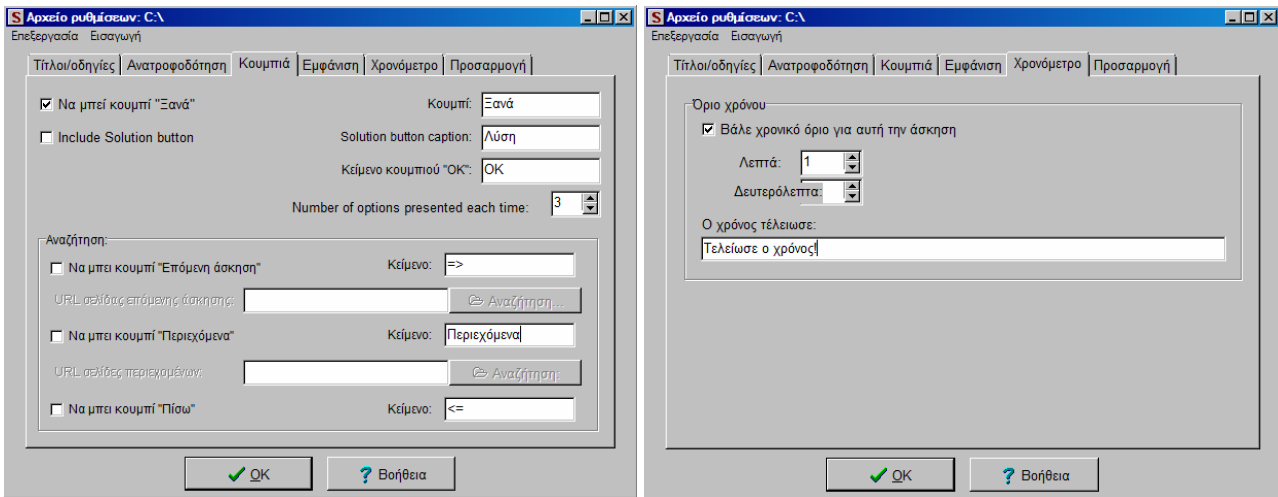 S Αρχείο ρυθμίσεων: C:\
Επεξεργασία Εισαγωγή
Τίτλοι/οδηγίες Ανατροφοδότηση Κουμπιά Εμφάνιση Χρονόμετρο Προσαρμογή
Να μπεί κουμπί "Ξανά" Κουμπί: Ξανά
Include Solution button Solution button caption: Λύση
Κείμενο κουμπιού "OK": OK
Number of options presented each time: 3
Αναζήτηση:
Να μπει κουμπί "Επόμενη άσκηση" Κείμενο: =>
URL σελίδας επόμενης άσκησης: Αναζήτηση...
Να μπει κουμπί "Περιεχόμενα" Κείμενο: Περιεχόμενα
URL σελίδες περιεχομένων: Αναζήτηση:
Να μπει κουμπί "Πίσω" Κείμενο: <=
OK ? Βοήθεια
S Αρχείο ρυθμίσεων: C:\
Επεξεργασία Εισαγωγή
Τίτλοι/οδηγίες Ανατροφοδότηση Κουμπιά Εμφάνιση Χρονόμετρο Προσαρμογή
Όριο χρόνου
Βάλε χρονικό όριο για αυτή την άσκηση
Λεπτά: 1
Δευτερόλεπτα:
Ο χρόνος τέλειωσε:
Τελείωσε ο χρόνος!
OK ? Βοήθεια